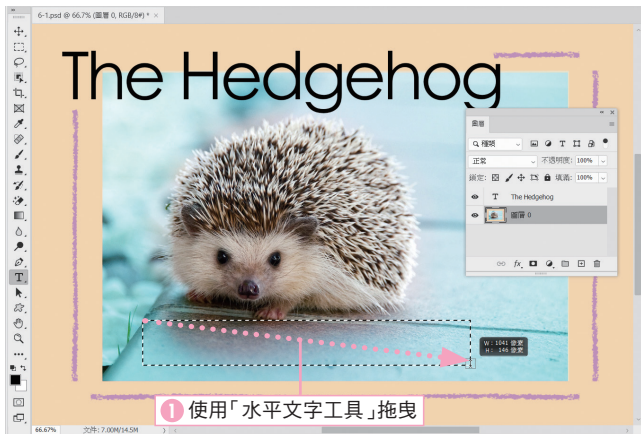 6-1.psd @ 66.7% (圖層 0, RGB/8#) * ×
The Hedgehog
圖層
種類
正常
不透明度: 100%
鎖定:
填滿: 100%
T The Hedgehog
圖層 0
fx
W: 1041 像素
H: 146 像素
1 使用「水平文字工具」拖曳
66.67% 文件: 7.00M/14.5M